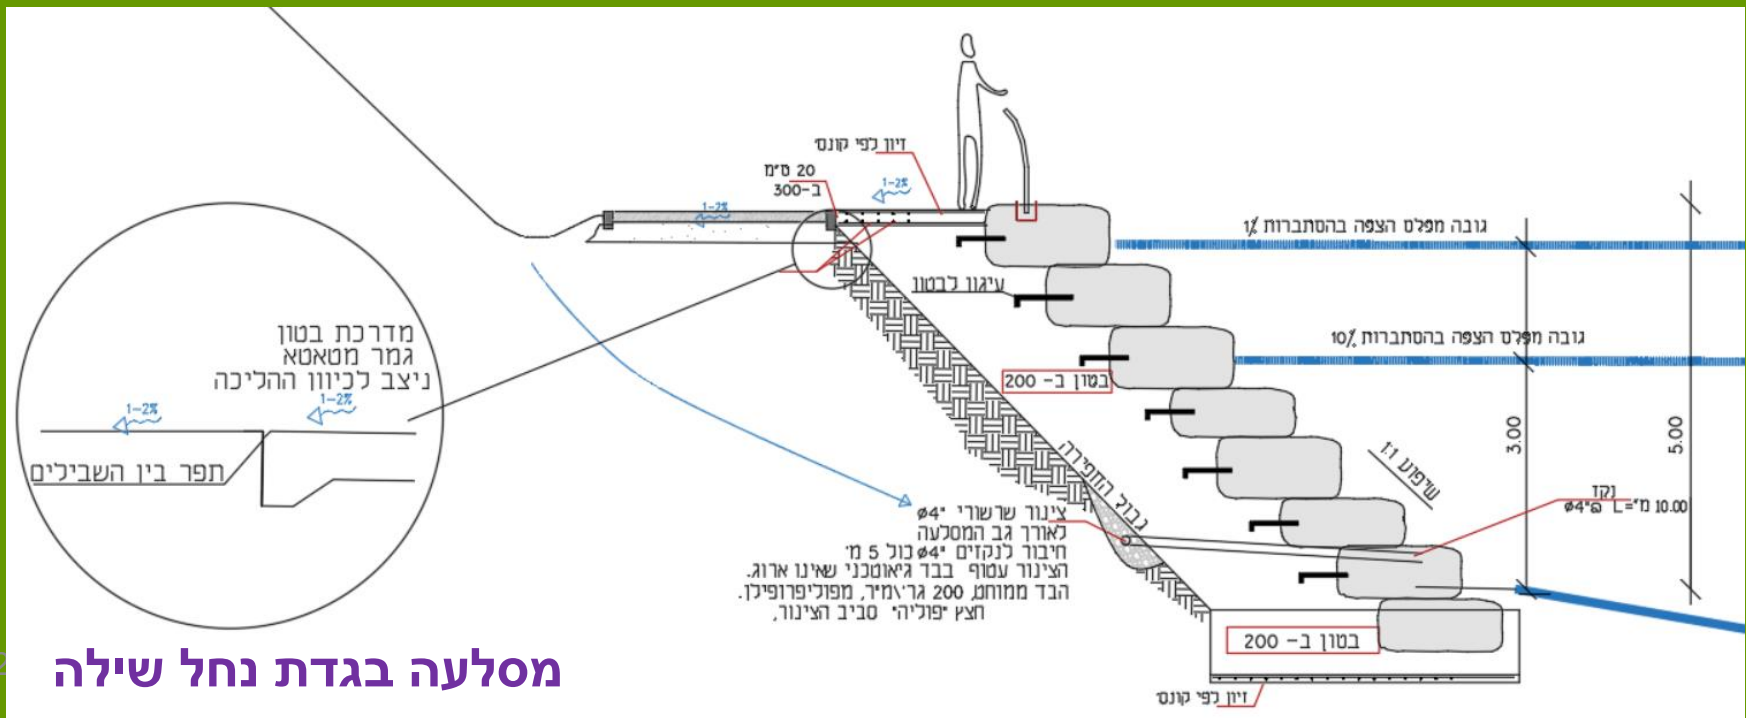 זיון לפי קונס'
20 ס"מ
ב-300
1-2%
1-2%
גובה מפלס הצפה בהסתברות 1%
עיגון לבטון
גובה מפלס הצפה בהסתברות 10%
בטון ב- 200
מדרכת בטון
גמר מטאטא
ניצב לכיוון ההליכה
1-2%
1-2%
תפר בין השבילים
גבול החפירה
שיפוע 1:1
3.00
5.00
נקז
ø4"@ L="מ 10.00
צינור שרשורי ø4"
לאורך גב המסלעה
חיבור לנקזים ø4" כול 5 מ'
הצינור עטוף בבד גיאוטכני שאינו ארוג.
הבד ממוחט, 200 גר'\מ"ר, מפוליפרופילן.
חצץ "פוליה" סביב הצינור,
בטון ב- 200
זיון לפי קונס'
מסלעה בגדת נחל שילה